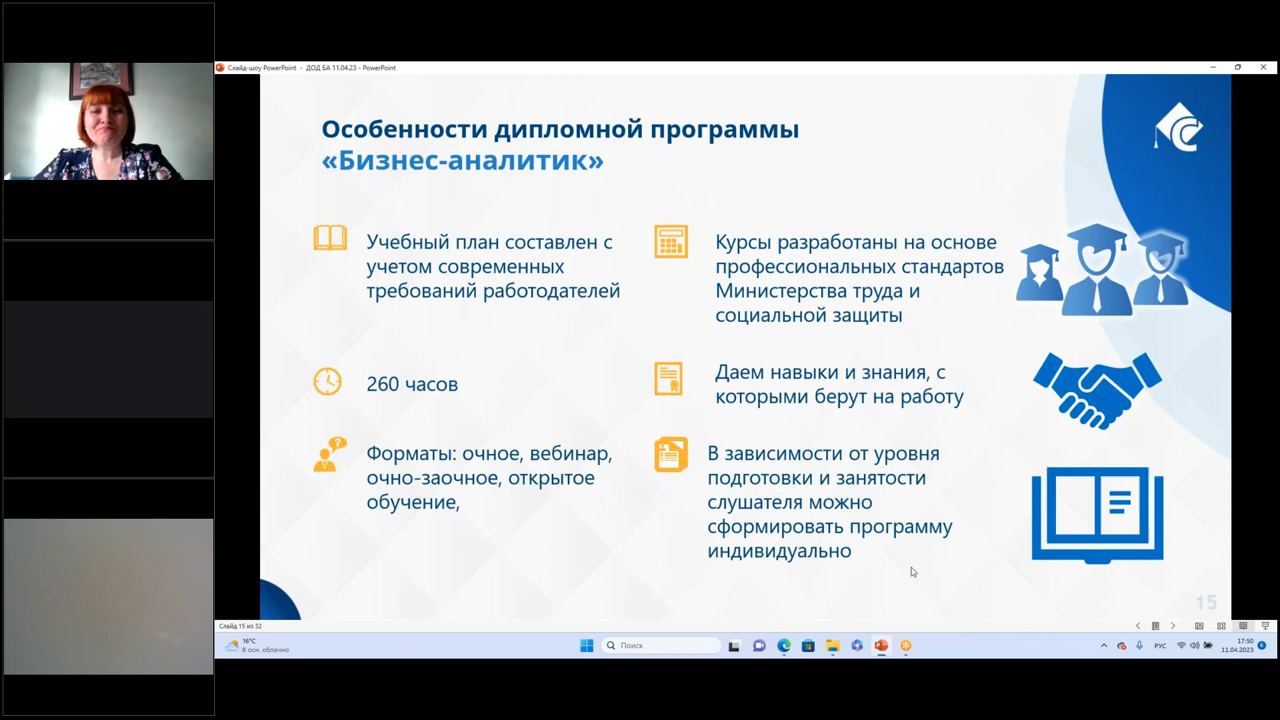 Слайд-шоу PowerPoint - ДОД БА 11.04.23 - PowerPoint
Особенности дипломной программы
«Бизнес-аналитик»
Учебный план составлен с
учетом современных
требований работодателей
Курсы разработаны на основе
профессиональных стандартов
Министерства труда и
социальной защиты
260 часов
Даем навыки и знания, с
которыми берут на работу
Форматы: очное, вебинар,
очно-заочное, открытое
обучение,
В зависимости от уровня
подготовки и занятости
слушателя можно
сформировать программу
индивидуально
15
Слайд 15 из 32
16°C
В осн. облачно
Поиск
РУС
17:50
11.04.2023